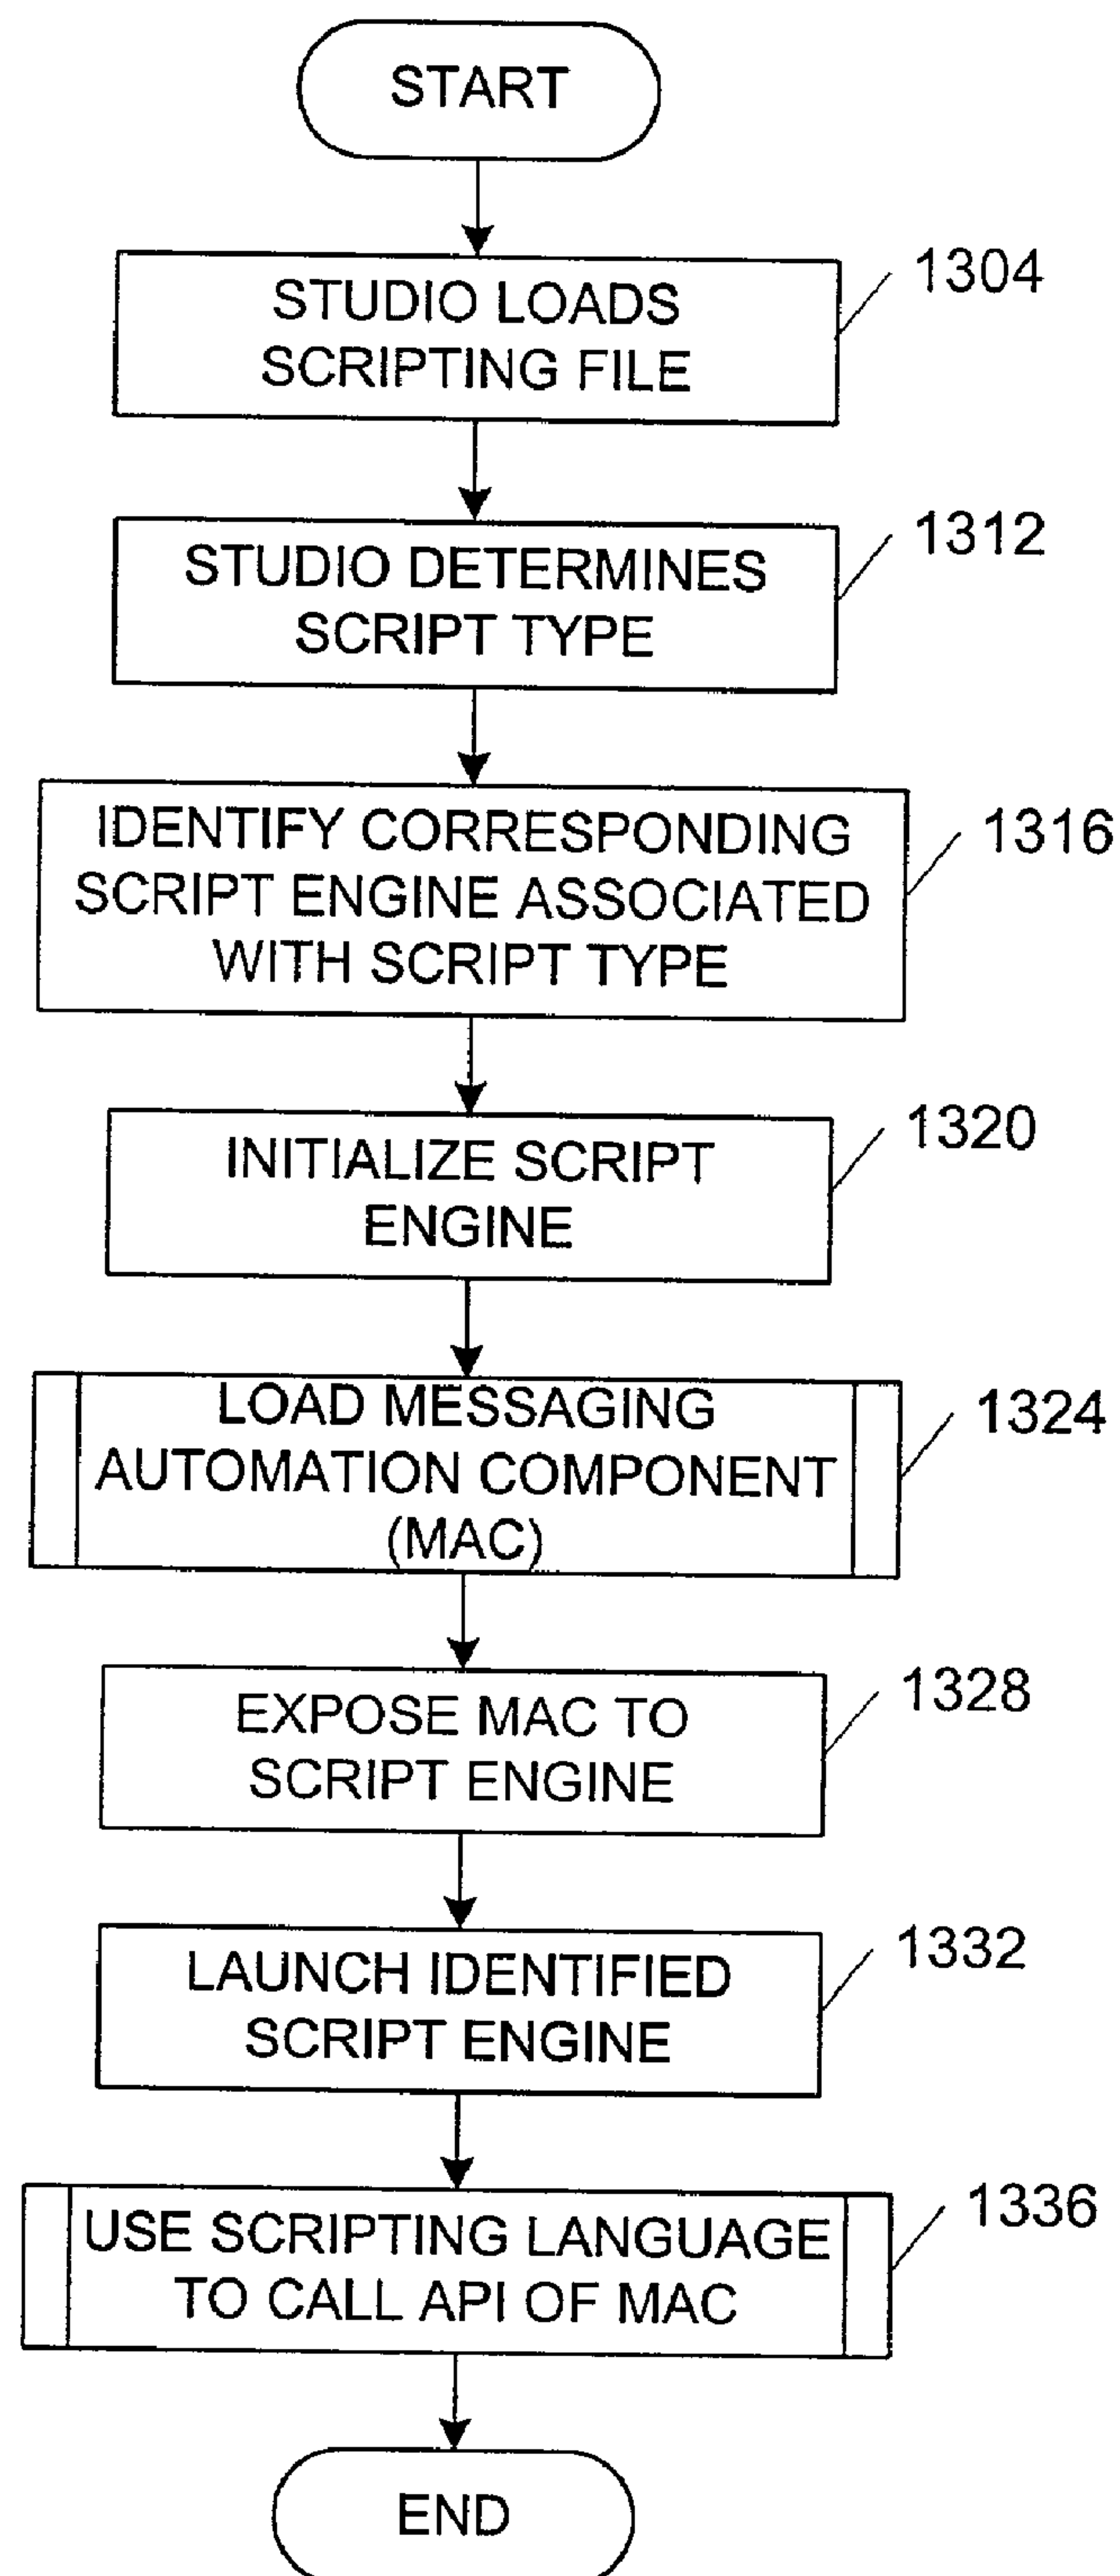 START
STUDIO LOADS
SCRIPTING FILE
1304
STUDIO DETERMINES
SCRIPT TYPE
1312
IDENTIFY CORRESPONDING
SCRIPT ENGINE ASSOCIATED
WITH SCRIPT TYPE
1316
INITIALIZE SCRIPT
ENGINE
1320
LOAD MESSAGING
AUTOMATION COMPONENT
(MAC)
1324
EXPOSE MAC TO
SCRIPT ENGINE
1328
LAUNCH IDENTIFIED
SCRIPT ENGINE
1332
USE SCRIPTING LANGUAGE
TO CALL API OF MAC
1336
END